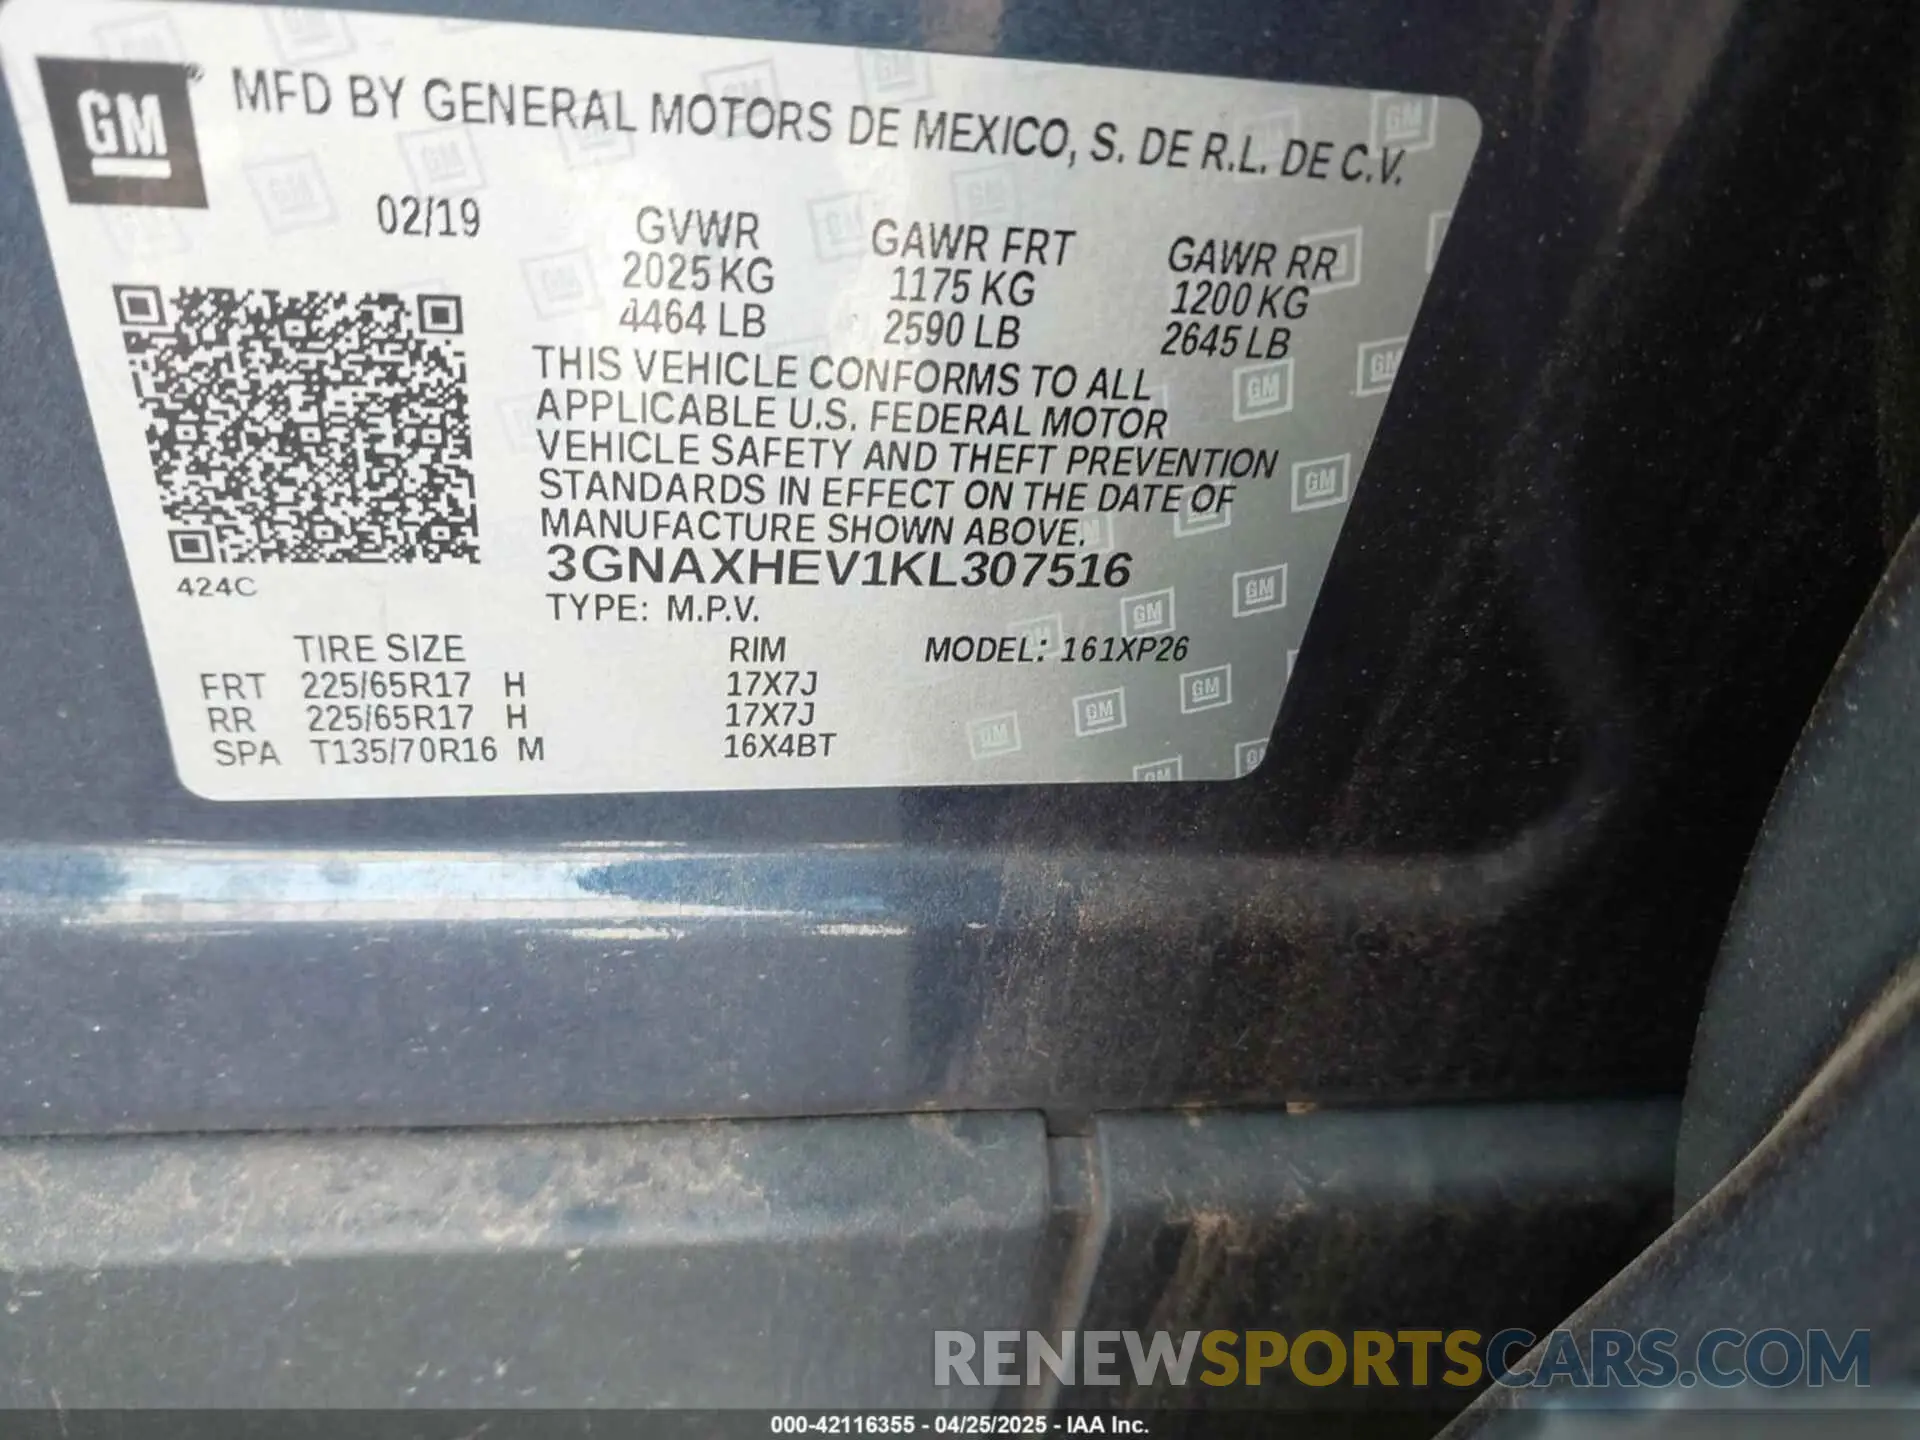 GM ® MFD BY GENERAL MOTORS DE MEXICO, S. DE R.L. DE C.V.
02/19 GVWR GAWR FRT GAWR RR
2025 KG 1175 KG 1200 KG
4464 LB 2590 LB 2645 LB
THIS VEHICLE CONFORMS TO ALL
APPLICABLE U.S. FEDERAL MOTOR
VEHICLE SAFETY AND THEFT PREVENTION
STANDARDS IN EFFECT ON THE DATE OF
MANUFACTURE SHOWN ABOVE.
3GNAXHEV1KL307516
424C
TYPE: M.P.V.
TIRE SIZE RIM MODEL: 161XP26
FRT 225/65R17 H 17X7J
RR 225/65R17 H 17X7J
SPA T135/70R16 M 16X4BT
RENEWSPORTSCARS.COM
000-42116355 - 04/25/2025 - IAA Inc.